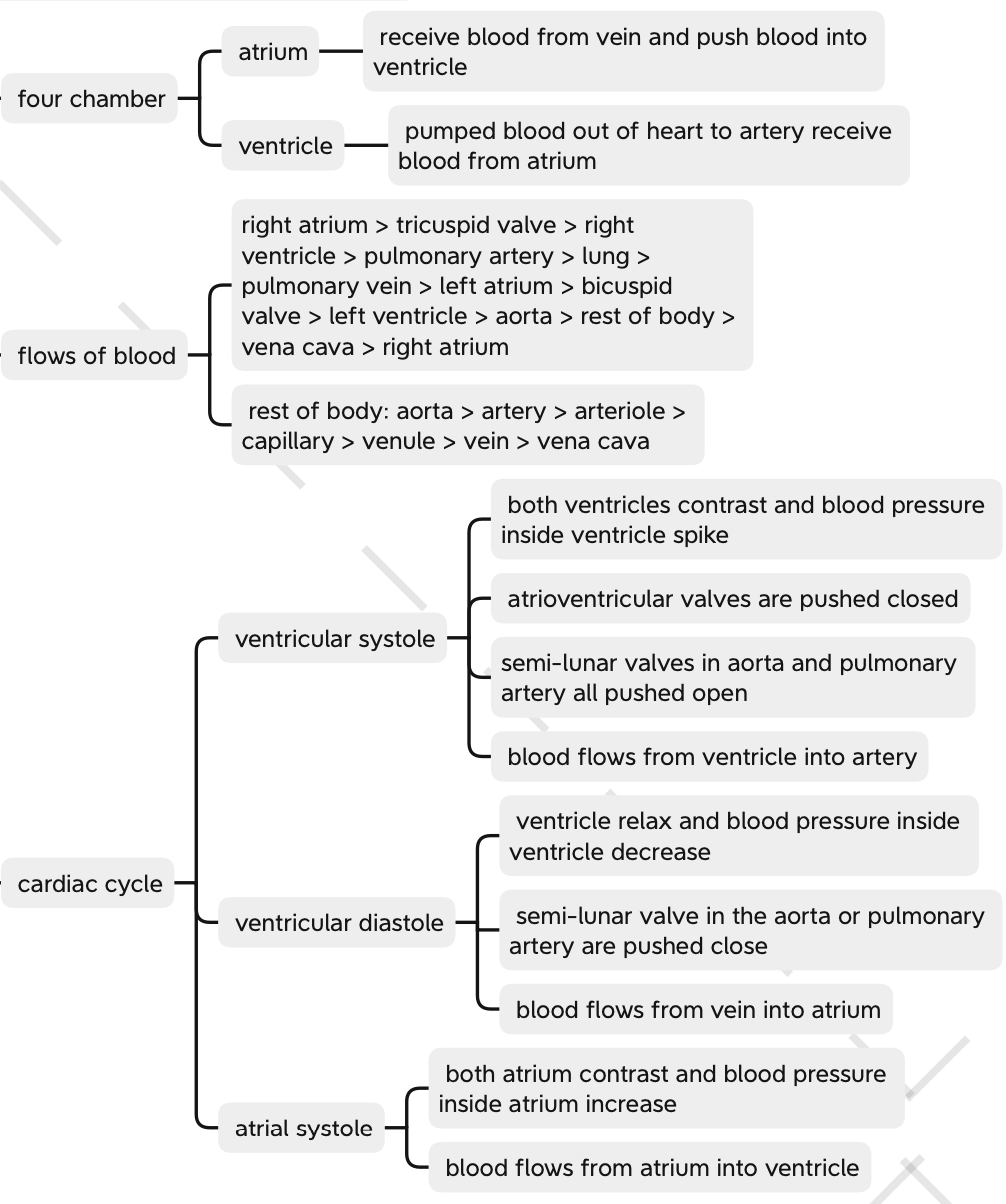 four chamber
atrium
receive blood from vein and push blood into
ventricle
ventricle
pumped blood out of heart to artery receive
blood from atrium
flows of blood
right atrium > tricuspid valve > right
ventricle > pulmonary artery > lung >
pulmonary vein > left atrium > bicuspid
valve > left ventricle > aorta > rest of body >
vena cava > right atrium
rest of body: aorta > artery > arteriole >
capillary > venule > vein > vena cava
cardiac cycle
ventricular systole
both ventricles contrast and blood pressure
inside ventricle spike
atrioventricular valves are pushed closed
semi-lunar valves in aorta and pulmonary
artery all pushed open
blood flows from ventricle into artery
ventricular diastole
ventricle relax and blood pressure inside
ventricle decrease
semi-lunar valve in the aorta or pulmonary
artery are pushed close
blood flows from vein into atrium
atrial systole
both atrium contrast and blood pressure
inside atrium increase
blood flows from atrium into ventricle